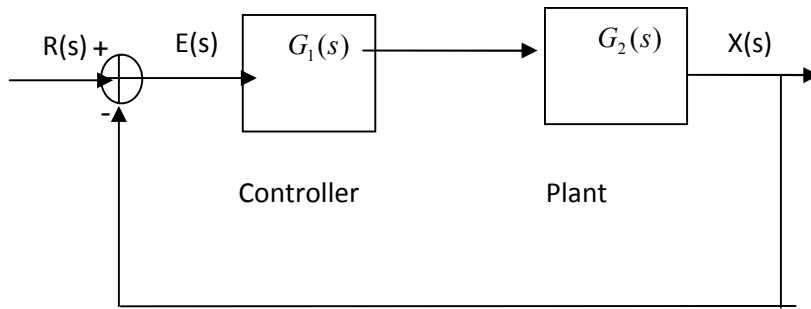 R(s) +
E(s)
G₁(s)
G₂(s)
X(s)
-
Controller
Plant